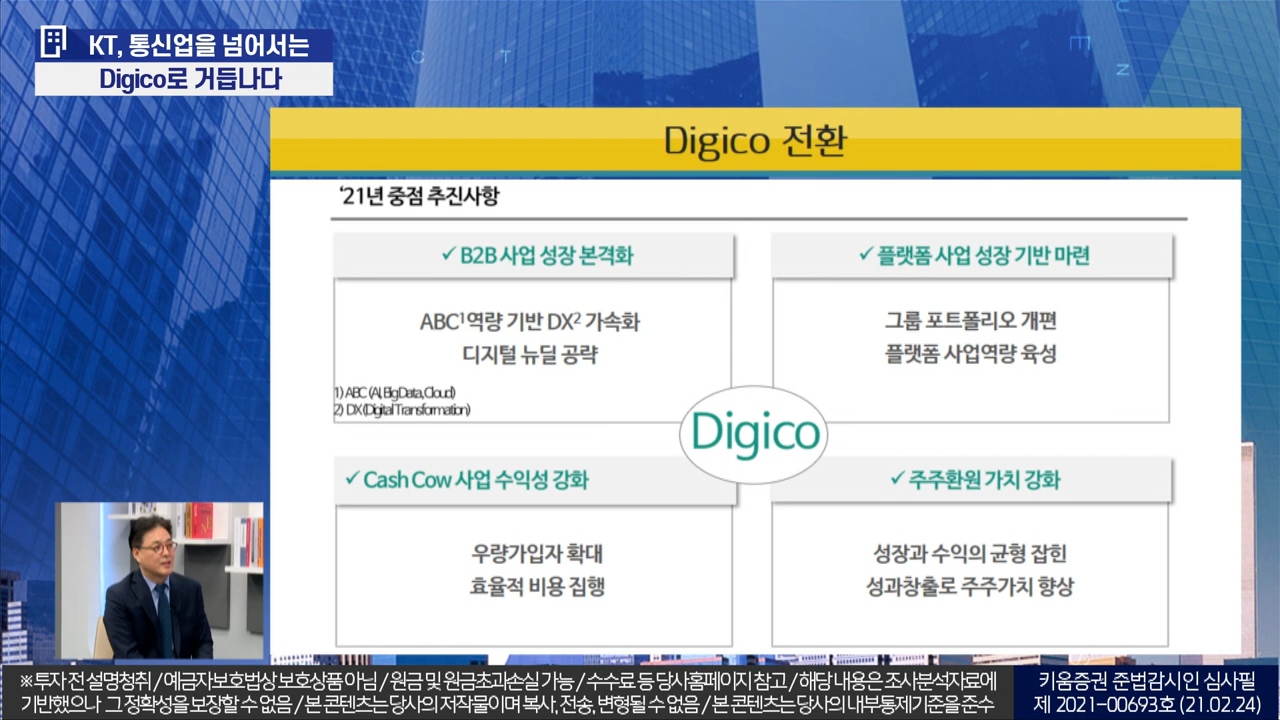 KT, 통신업을 넘어서는
Digico로 거듭나다
Digico 전환
‘21년 중점 추진사항
✓ B2B 사업 성장 본격화
ABC¹역량 기반 DX² 가속화
디지털 뉴딜 공략
1) ABC (AI, Big Data, Cloud)
2) DX (Digital Transformation)
✓ 플랫폼 사업 성장 기반 마련
그룹 포트폴리오 개편
플랫폼 사업역량 육성
Digico
✓ Cash Cow 사업 수익성 강화
우량가입자 확대
효율적 비용 집행
✓ 주주환원 가치 강화
성장과 수익의 균형 잡힌
성과창출로 주주가치 향상
※ 투자 전 설명청취 / 예금자보호법상 보호상품 아님 / 원금 및 원금초과손실 가능 / 수수료 등 당사홈페이지 참고 / 해당 내용은 조사분석자료에
기반했으나 그 정확성을 보장할 수 없음 / 본 콘텐츠는 당사의 저작물이며 복사, 전송, 변형될 수 없음 / 본 콘텐츠는 당사의 내부통제기준을 준수
키움증권 준법감시인 심사필
제 2021-00693호 (21.02.24)